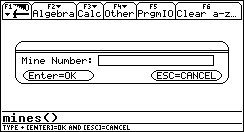 F1 F2 F3 F4 F5 F6
Algebra Calc Other PrgmIO Clear a-z…
Mine Number:
Enter=OK ESC=CANCEL
mines()
TYPE + [ENTER]=OK AND [ESC]=CANCEL